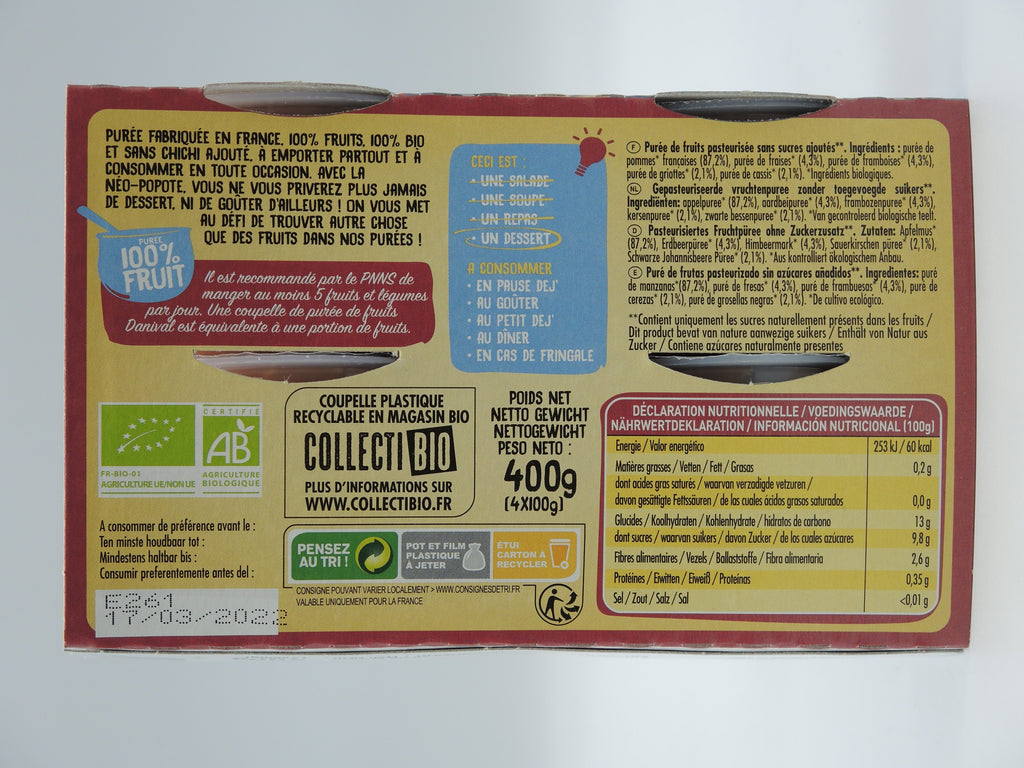 PURÉE FABRIQUÉE EN FRANCE, 100% FRUITS, 100% BIO
ET SANS CHICHI AJOUTÉ. À EMPORTER PARTOUT ET À
CONSOMMER EN TOUTE OCCASION. AVEC LA
NÉO-POPOTE, VOUS NE VOUS PRIVEREZ PLUS JAMAIS
DE DESSERT, NI DE GOÛTER D'AILLEURS ! ON VOUS MET
AU DÉFI DE TROUVER AUTRE CHOSE
QUE DES FRUITS DANS NOS PURÉES !
PUREE
100%
FRUIT
Il est recommandé par le PNNS de
manger au moins 5 fruits et légumes
par jour. Une coupelle de purée de fruits
Danival est équivalente à une portion de fruits.
CECI EST :
- UNE SALADE
- UNE SOUPE
- UN REPAS
- UN DESSERT
A CONSOMMER
• EN PAUSE DEJ'
• AU GOÛTER
• AU PETIT DEJ'
• AU DÎNER
• EN CAS DE FRINGALE
F Purée de fruits pasteurisée sans sucres ajoutés**. Ingrédients : purée de
pommes* françaises (87,2%), purée de fraises* (4,3%), purée de framboises* (4,3%),
purée de griottes* (2,1%), purée de cassis* (2,1%). *Ingrédients biologiques.
NL Gepasteuriseerde vruchtenpuree zonder toegevoegde suikers**.
Ingrediënten: appelpuree* (87,2%), aardbeipuree* (4,3%), frambozenpuree* (4,3%),
kersenpuree* (2,1%), zwarte bessenpuree* (2,1%). *Van gecontroleerd biologische teelt.
D Pasteurisiertes Fruchtpüree ohne Zuckerzusatz**. Zutaten: Apfelmus*
(87,2%), Erdbeerpüree* (4,3%), Himbeermark* (4,3%), Sauerkirschen püree* (2,1%),
Schwarze Johannisbeere Püree* (2,1%). *Aus kontrolliert ökologischem Anbau.
E Puré de frutas pasteurizado sin azúcares añadidos**. Ingredientes: puré
de manzanas*(87,2%), puré de fresas* (4,3%), puré de frambuesas* (4,3%), puré de
cerezas* (2,1%), puré de grosellas negras* (2,1%). *De cultivo ecológico.
**Contient uniquement les sucres naturellement présents dans les fruits /
Dit product bevat van nature aanwezige suikers / Enthält von Natur aus
Zucker / Contiene azúcares naturalmente presentes
CERTIFIÉ
AB
FR-BIO-01
AGRICULTURE UE/NON UE
AGRICULTURE
BIOLOGIQUE
COUPELLE PLASTIQUE
RECYCLABLE EN MAGASIN BIO
COLLECTI BIO
PLUS D'INFORMATIONS SUR
WWW.COLLECTIBIO.FR
POIDS NET
NETTO GEWICHT
NETTOGEWICHT
PESO NETO :
400g
(4X100g)
DÉCLARATION NUTRITIONNELLE / VOEDINGSWAARDE /
NÄHRWERTDEKLARATION / INFORMACIÓN NUTRICIONAL (100g)
Energie / Valor energético 253 kJ / 60 kcal
Matières grasses / Vetten / Fett / Grasas 0,2 g
dont acides gras saturés / waarvan verzadigde vetzuren /
davon gesättigte Fettsäuren / de las cuales ácidos grasos saturados 0,0 g
Glucides / Koolhydraten / Kohlenhydrate / hidratos de carbono 13 g
dont sucres / waarvan suikers / davon Zucker / de los cuales azúcares 9,8 g
Fibres alimentaires / Vezels / Ballaststoffe / Fibra alimentaria 2,6 g
Protéines / Eiwitten / Eiweiß / Proteinas 0,35 g
Sel / Zout / Salz / Sal <0,01 g
A consommer de préférence avant le :
Ten minste houdbaar tot :
Mindestens haltbar bis :
Consumir preferentemente antes del :
E261
17/03/2022
PENSEZ
AU TRI !
POT ET FILM
PLASTIQUE
À JETER
ÉTUI
CARTON À
RECYCLER
CONSIGNE POUVANT VARIER LOCALEMENT > WWW.CONSIGNESDETRI.FR
VALABLE UNIQUEMENT POUR LA FRANCE